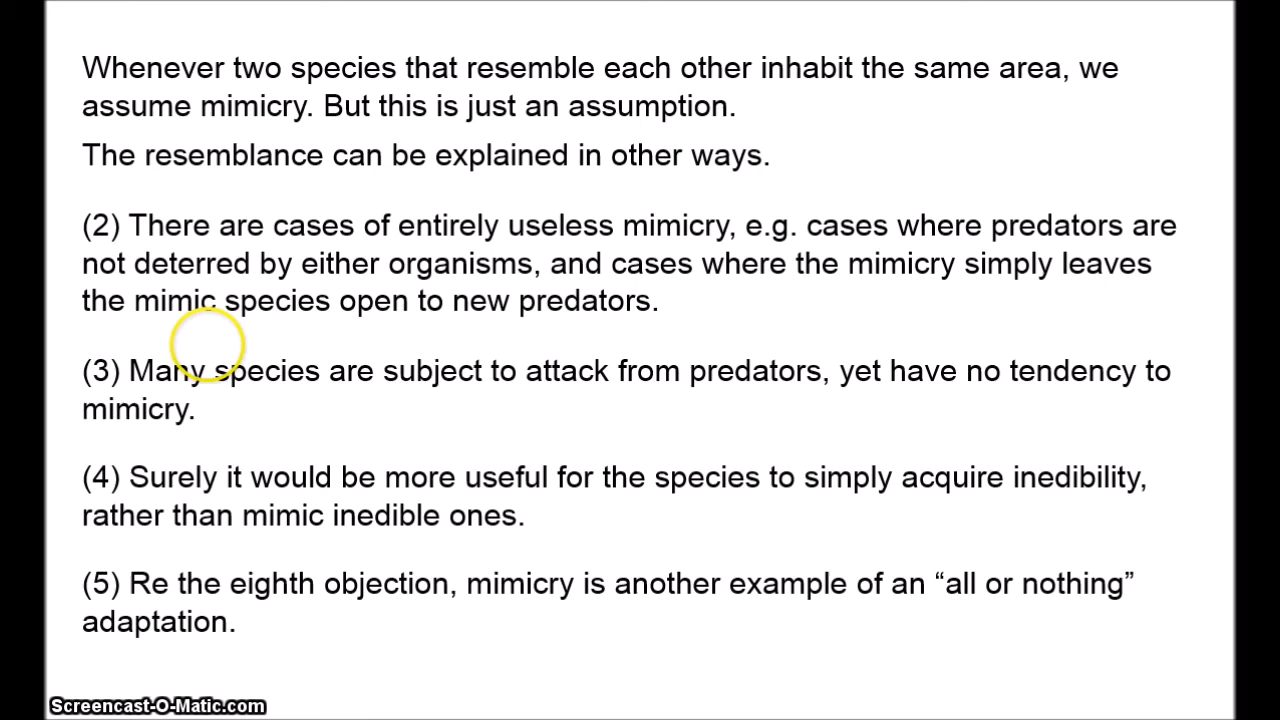 Whenever two species that resemble each other inhabit the same area, we
assume mimicry. But this is just an assumption.
The resemblance can be explained in other ways.
(2) There are cases of entirely useless mimicry, e.g. cases where predators are
not deterred by either organisms, and cases where the mimicry simply leaves
the mimic species open to new predators.
(3) Many species are subject to attack from predators, yet have no tendency to
mimicry.
(4) Surely it would be more useful for the species to simply acquire inedibility,
rather than mimic inedible ones.
(5) Re the eighth objection, mimicry is another example of an “all or nothing”
adaptation.
Screencast-O-Matic.com